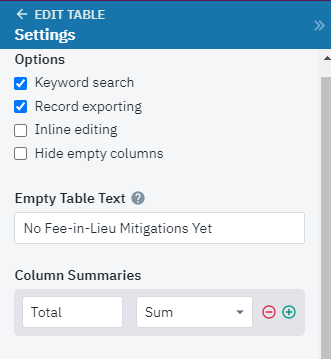 EDIT TABLE
Settings
Options
Keyword search
Record exporting
Inline editing
Hide empty columns
Empty Table Text ?
No Fee-in-Lieu Mitigations Yet
Column Summaries
Total Sum